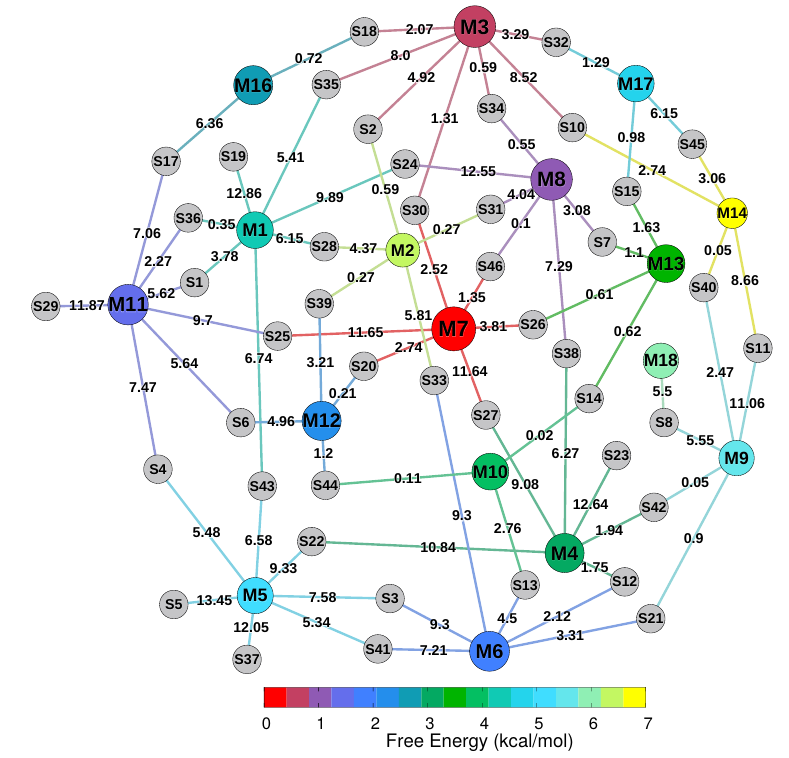 M3
S18
2.07
3.29
S32
8.0
0.72
0.59
1.29
4.92
8.52
M16
S35
M17
1.31
S34
6.15
6.36
S2
S10
0.98
0.55
S45
5.41
S17
S19
S24
12.55
2.74
3.06
M8
0.59
12.86
9.89
4.04
S15
S36
0.35
S30
S31
3.08
M14
7.06
M1
0.27
0.1
1.63
6.15
S28
4.37
M2
S7
1.1
0.05
2.27
3.78
2.52
S46
M13
0.27
7.29
8.66
5.62
S1
S40
S29
11.87
M11
S39
1.35
0.61
9.7
5.81
M7
3.81
S26
S25
11.65
0.62
2.74
S38
S11
6.74
3.21
M18
5.64
S20
11.64
2.47
S33
7.47
0.21
5.5
S14
11.06
S27
S6
4.96
M12
S8
0.02
5.55
1.2
6.27
S23
M9
S4
0.11
M10
0.05
S43
S44
9.08
12.64
S42
9.3
5.48
2.76
1.94
6.58
S22
10.84
0.9
M4
9.33
1.75
S13
S12
M5
7.58
S3
S5
13.45
4.5
2.12
S21
12.05
5.34
9.3
3.31
S41
7.21
M6
S37
0 1 2 3 4 5 6 7
Free Energy (kcal/mol)